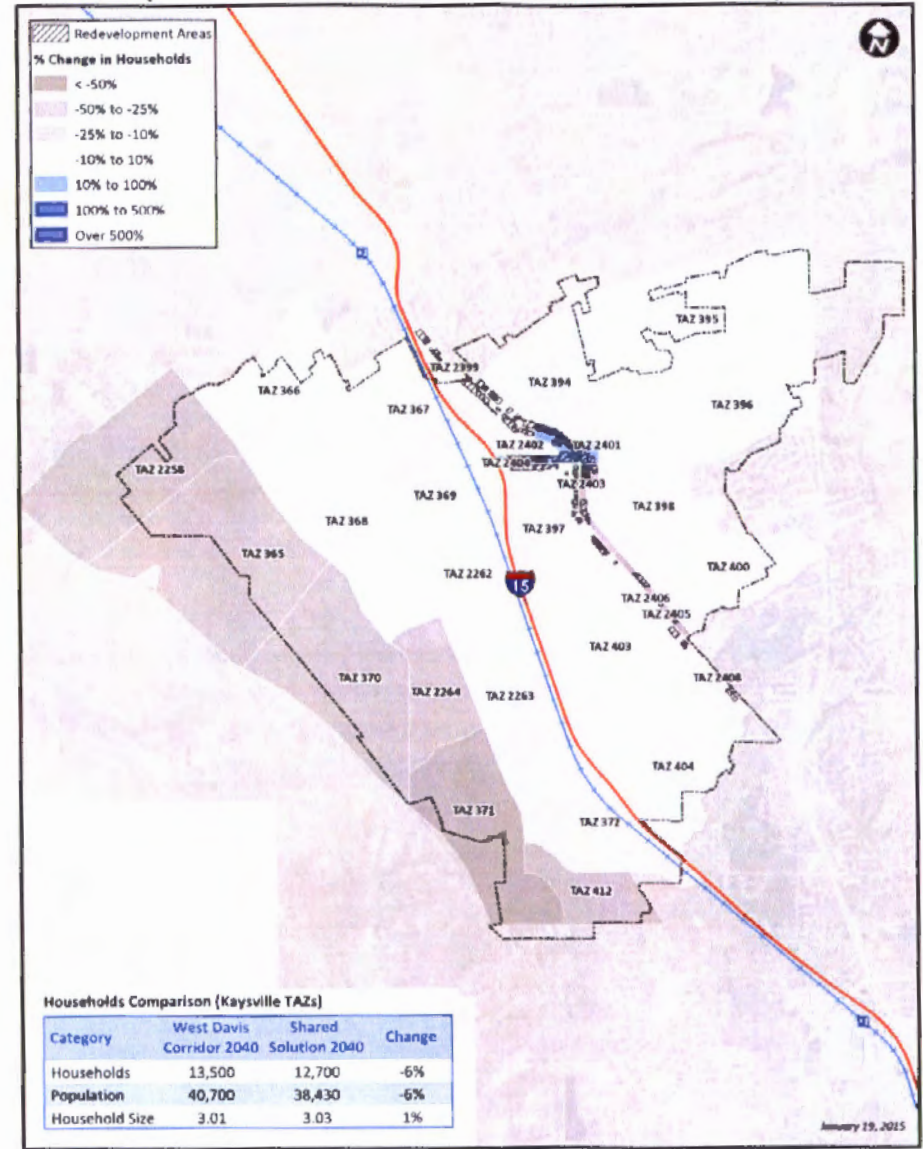 Redevelopment Areas
% Change in Households
< -50%
-50% to -25%
-25% to -10%
-10% to 10%
10% to 100%
100% to 500%
Over 500%
N
TAZ 395
TAZ 2399
TAZ 366
TAZ 394
TAZ 367
TAZ 396
TAZ 2402
TAZ 2401
TAZ 2404
TAZ 2258
TAZ 2403
TAZ 369
TAZ 398
TAZ 368
TAZ 397
TAZ 365
TAZ 400
TAZ 2262
15
TAZ 2406
TAZ 2405
TAZ 403
TAZ 370
TAZ 2264
TAZ 2408
TAZ 2263
TAZ 404
TAZ 371
TAZ 372
TAZ 412
Households Comparison (Kaysville TAZs)
Category West Davis Corridor 2040 Shared Solution 2040 Change
Households 13,500 12,700 -6%
Population 40,700 38,430 -6%
Household Size 3.01 3.03 1%
January 19, 2015